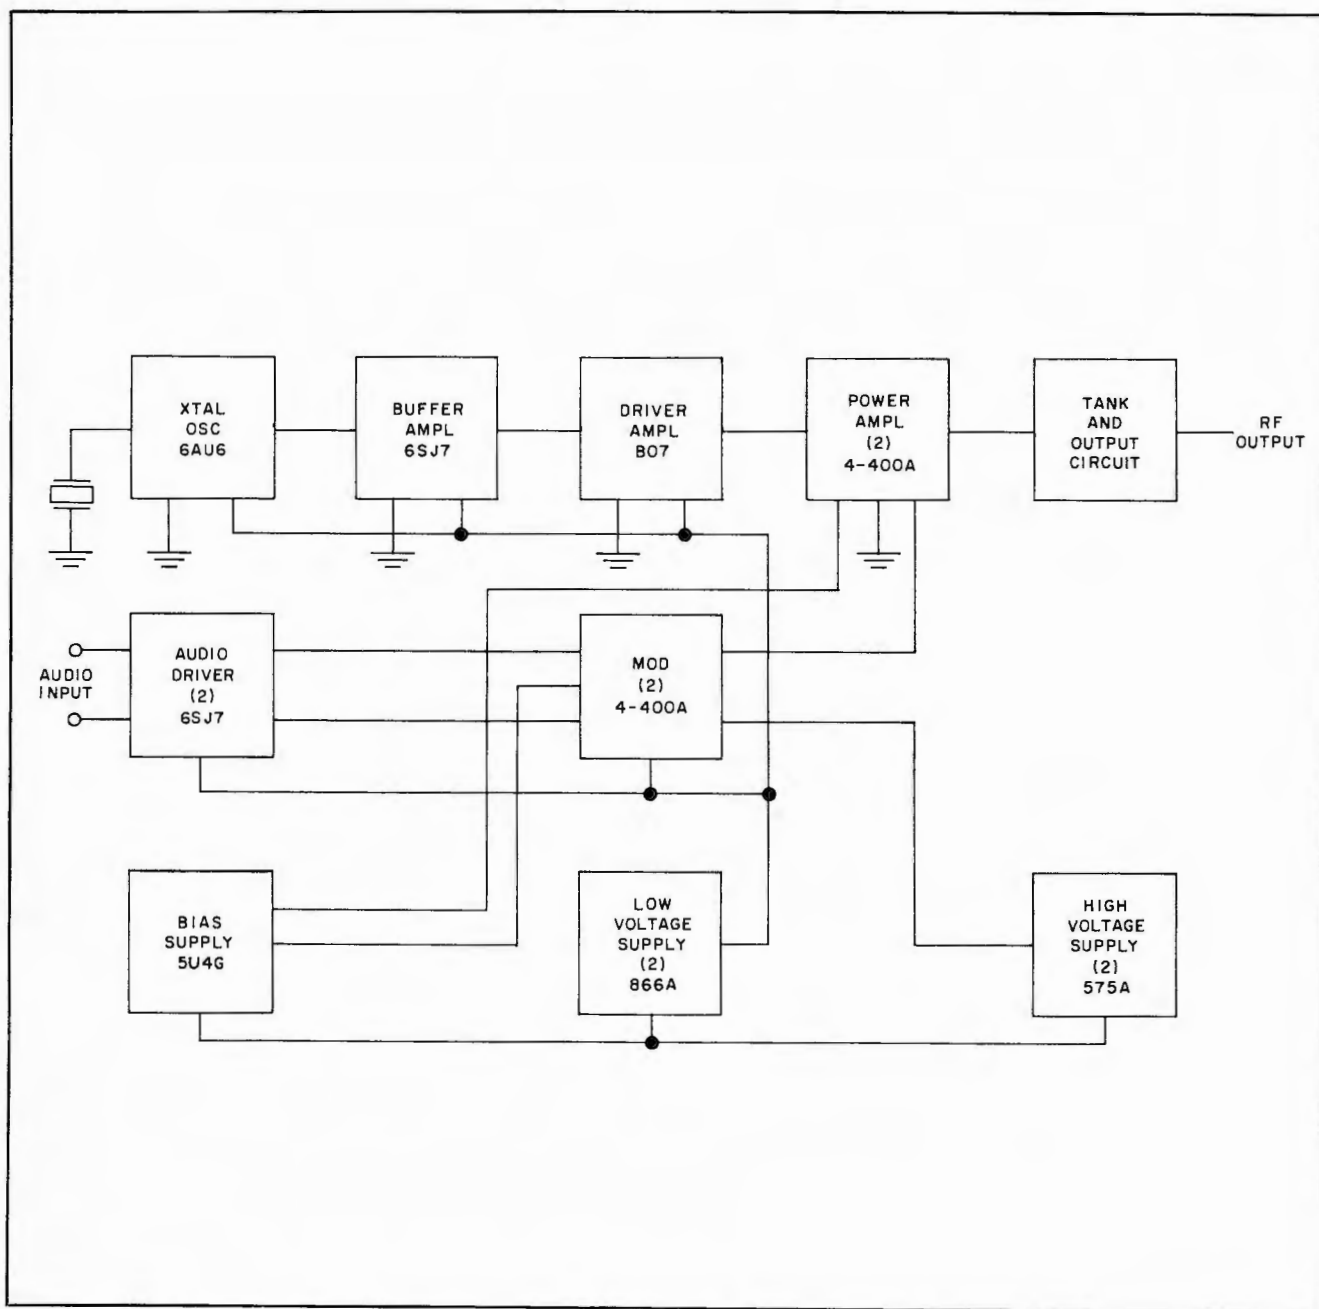 XTAL
OSC
6AU6
BUFFER
AMPL
6SJ7
DRIVER
AMPL
807
POWER
AMPL
(2)
4-400A
TANK
AND
OUTPUT
CIRCUIT
RF
OUTPUT
AUDIO
INPUT
AUDIO
DRIVER
(2)
6SJ7
MOD
(2)
4-400A
BIAS
SUPPLY
5U4G
LOW
VOLTAGE
SUPPLY
(2)
866A
HIGH
VOLTAGE
SUPPLY
(2)
575A